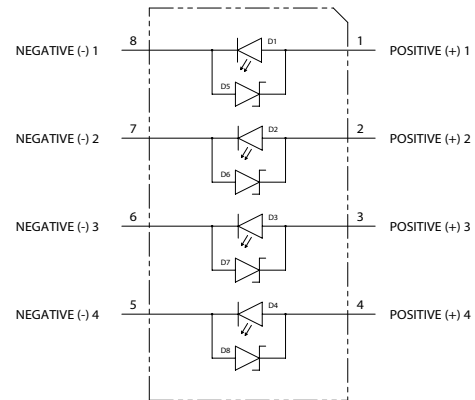 8 D1 1
NEGATIVE (-) 1 POSITIVE (+) 1
D5
7 D2 2
NEGATIVE (-) 2 POSITIVE (+) 2
D6
6 D3 3
NEGATIVE (-) 3 POSITIVE (+) 3
D7
5 D4 4
NEGATIVE (-) 4 POSITIVE (+) 4
D8